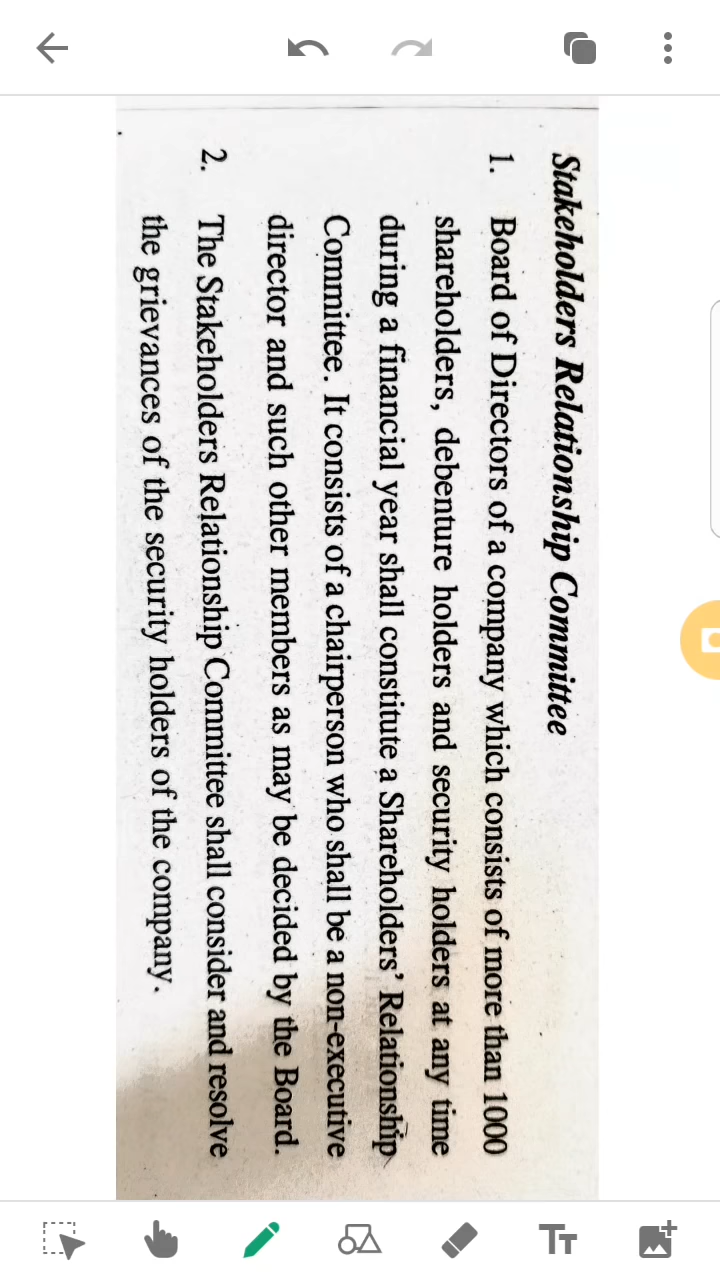 Stakeholders Relationship Committee
1. Board of Directors of a company which consists of more than 1000
shareholders, debenture holders and security holders at any time
during a financial year shall constitute a Shareholders' Relationship
Committee. It consists of a chairperson who shall be a non-executive
director and such other members as may be decided by the Board.
2. The Stakeholders Relationship Committee shall consider and resolve
the grievances of the security holders of the company.
TT